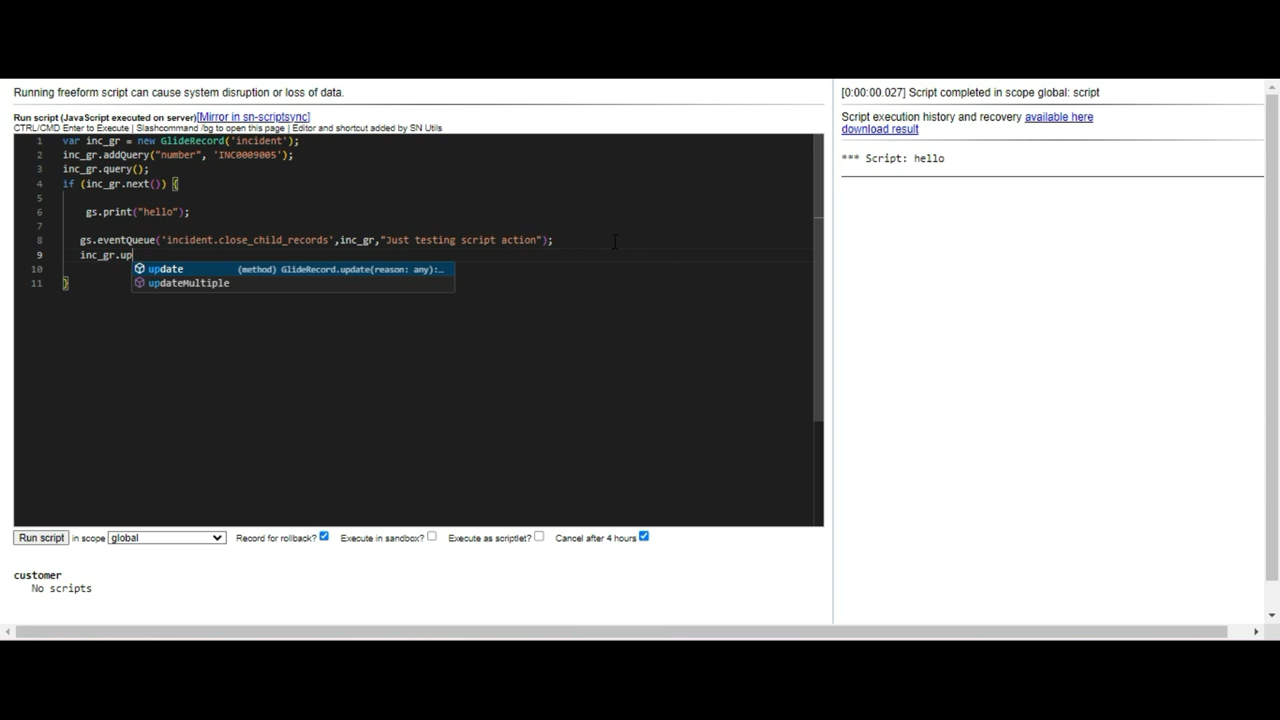 Running freeform script can cause system disruption or loss of data.
Run script (JavaScript executed on server)[Mirror in sn-scriptsync]
CTRL/CMD Enter to Execute | Slashcommand /bg to open this page | Editor and shortcut added by SN Utils
1 var inc_gr = new GlideRecord('incident');
2 inc_gr.addQuery("number", 'INC0009005');
3 inc_gr.query();
4 if (inc_gr.next()) {
5
6 gs.print("hello");
7
8 gs.eventQueue('incident.close_child_records',inc_gr,"Just testing script action");
9 inc_gr.up
10 update (method) GlideRecord.update(reason: any):…
11 } updateMultiple
Run script in scope global Record for rollback? Execute in sandbox? Execute as scriptlet? Cancel after 4 hours
customer
No scripts
[0:00:00.027] Script completed in scope global: script
Script execution history and recovery available here
download result
*** Script: hello